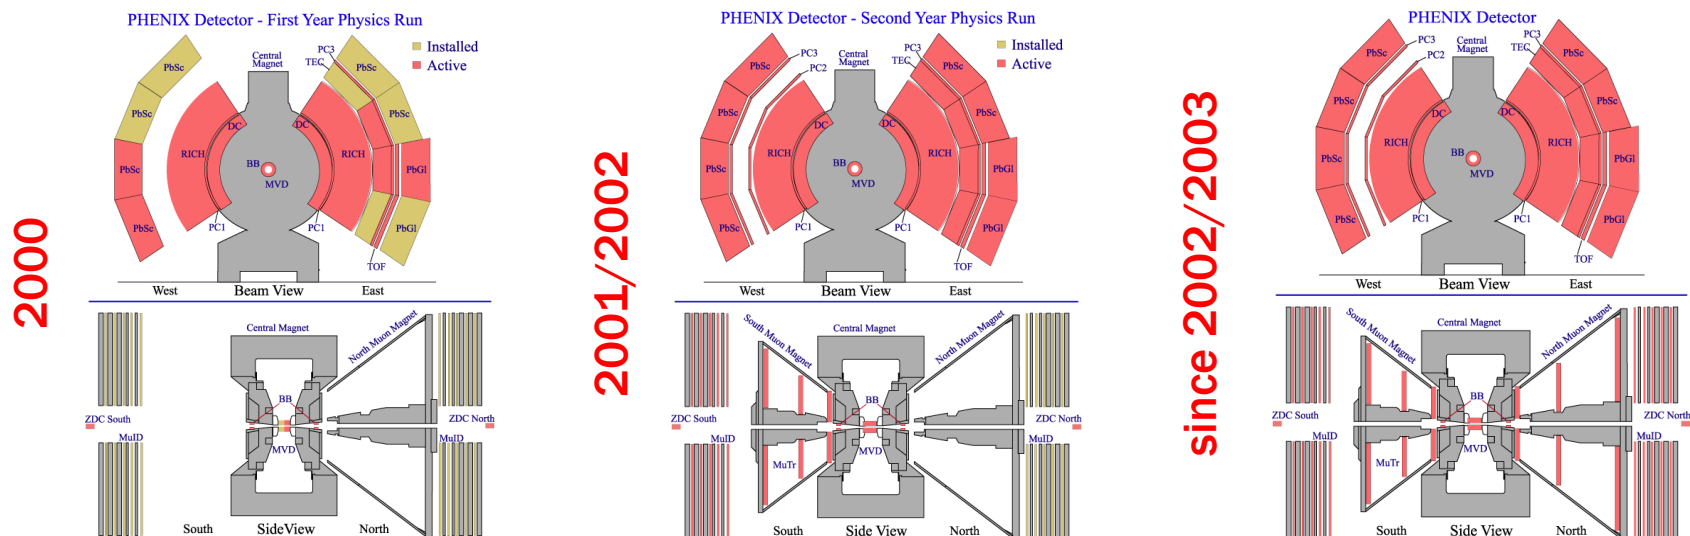 2000
PHENIX Detector - First Year Physics Run
Installed
Active
PC3
TEC
Central
Magnet
PbSc
PbSc
PbSc
PbSc
PbSc
PbSc
DC
DC
RICH
RICH
BB
MVD
PbGl
PbGl
PC1
PC1
TOF
West
Beam View
East
Central Magnet
North Muon Magnet
BB
ZDC South
ZDC North
MuID
MuID
MVD
South
SideView
North
2001/2002
PHENIX Detector - Second Year Physics Run
Installed
Active
PC3
PC2
Central
Magnet
PC3
TEC
PbSc
PbSc
PbSc
PbSc
PbSc
PbSc
DC
DC
RICH
RICH
BB
MVD
PbGl
PbGl
PC1
PC1
TOF
West
Beam View
East
South Muon Magnet
Central Magnet
North Muon Magnet
BB
ZDC South
ZDC North
MuID
MuID
MVD
MuTr
South
Side View
North
since 2002/2003
PHENIX Detector
PC3
PC2
Central
Magnet
PC3
TEC
PbSc
PbSc
PbSc
PbSc
PbSc
PbSc
DC
DC
RICH
RICH
BB
MVD
PbGl
PbGl
PC1
PC1
TOF
West
Beam View
East
South Muon Magnet
Central Magnet
North Muon Magnet
BB
ZDC South
ZDC North
MuID
MuID
MVD
MuTr
South
Side View
North